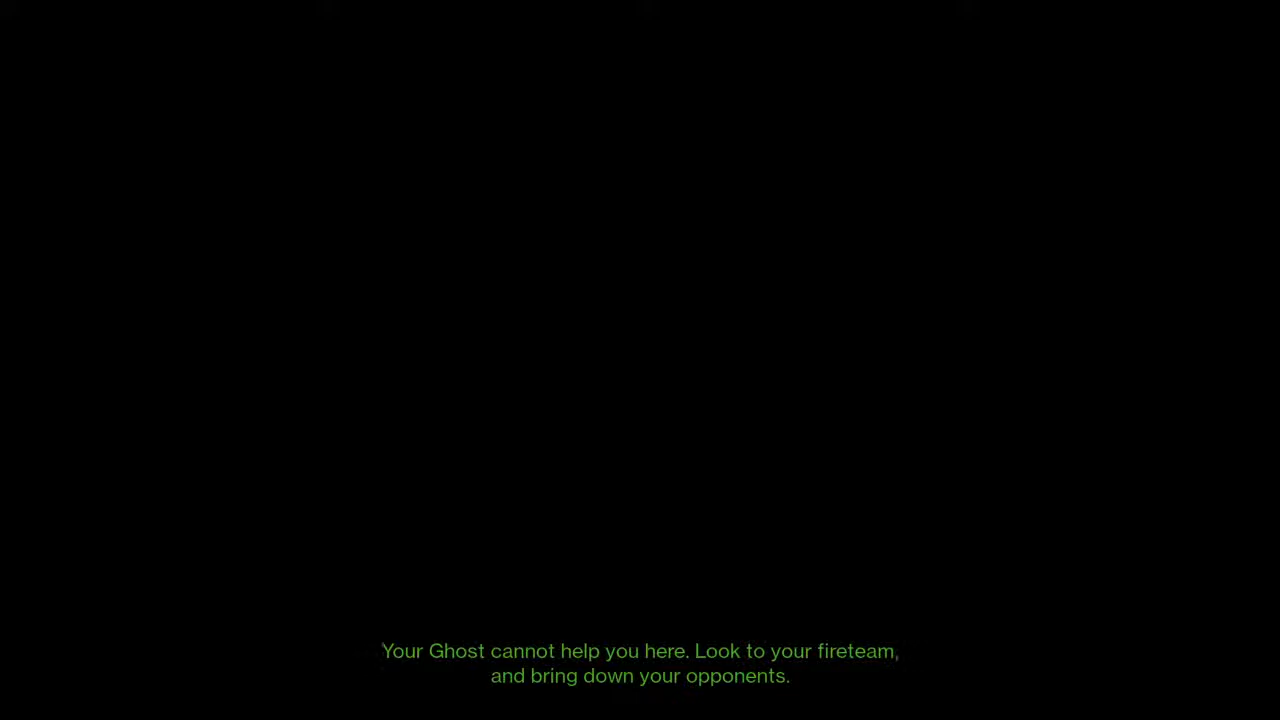 Your Ghost cannot help you here. Look to your fireteam,
and bring down your opponents.